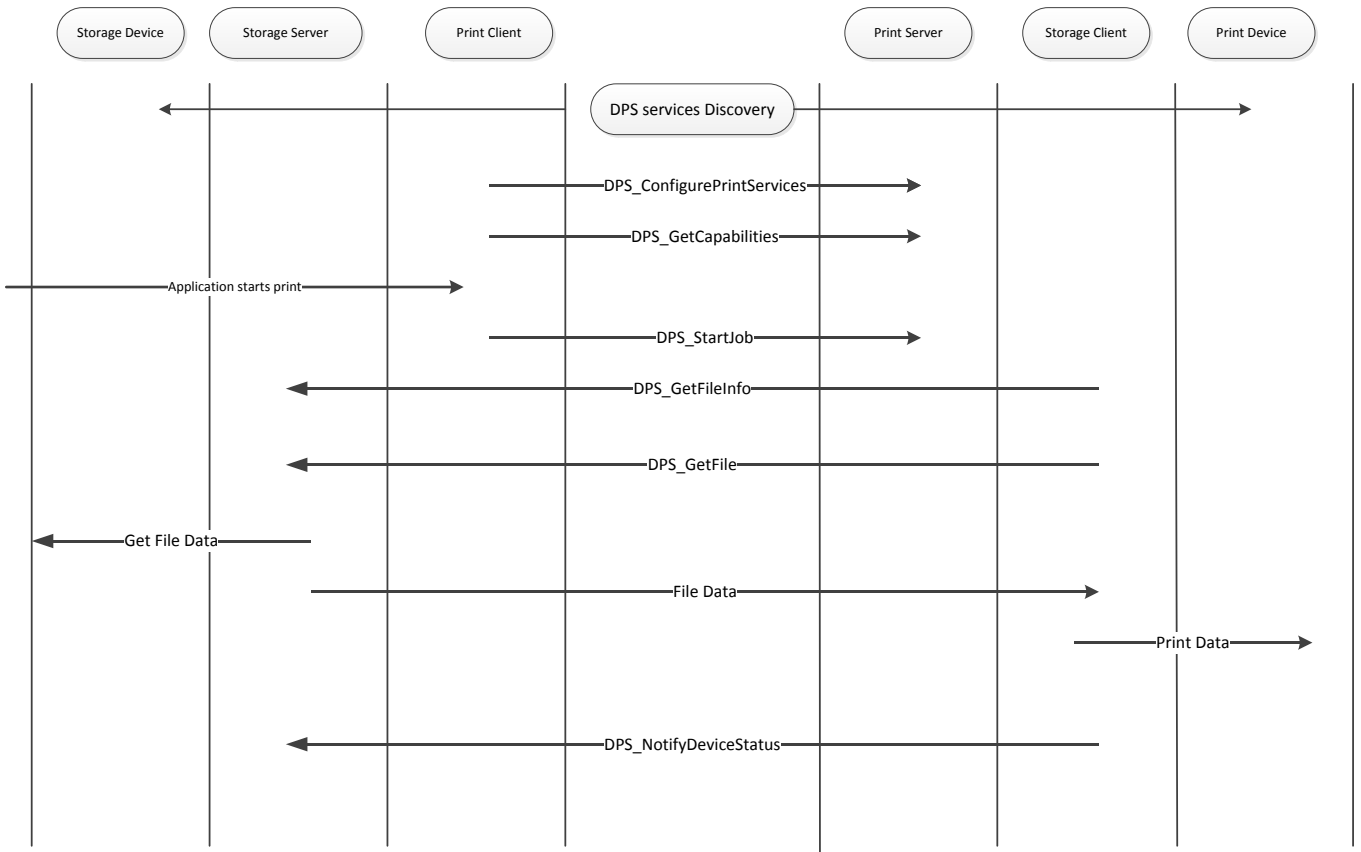 Storage Device
Storage Server
Print Client
Print Server
Storage Client
Print Device
DPS services Discovery
DPS_ConfigurePrintServices
DPS_GetCapabilities
Application starts print
DPS_StartJob
DPS_GetFileInfo
DPS_GetFile
Get File Data
File Data
Print Data
DPS_NotifyDeviceStatus